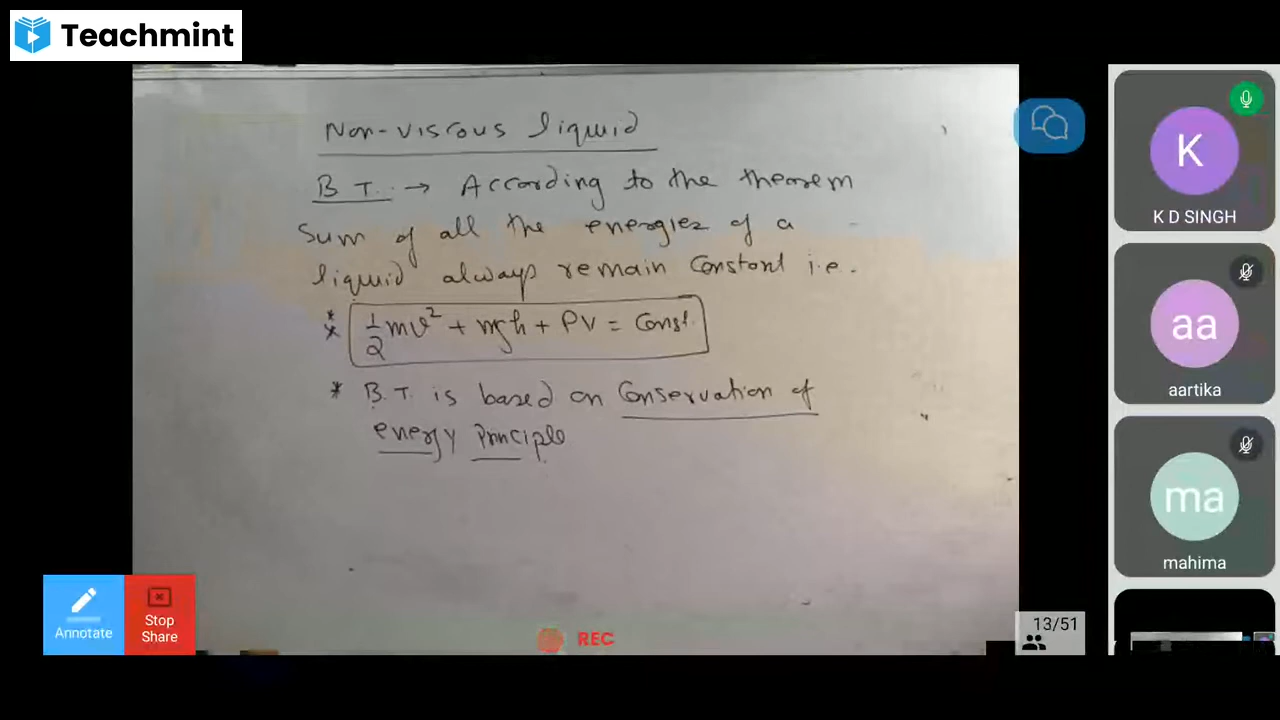 Teachmint
Non-viscous liquid
B T. → According to the theorem
Sum of all the energies of a
liquid always remain Constant i.e.
** 1/2 mv² + mgh + PV = Const.
* B.T. is based on Conservation of
energy Principle
Annotate
Stop
Share
REC
13/51
K
K D SINGH
aa
aartika
ma
mahima